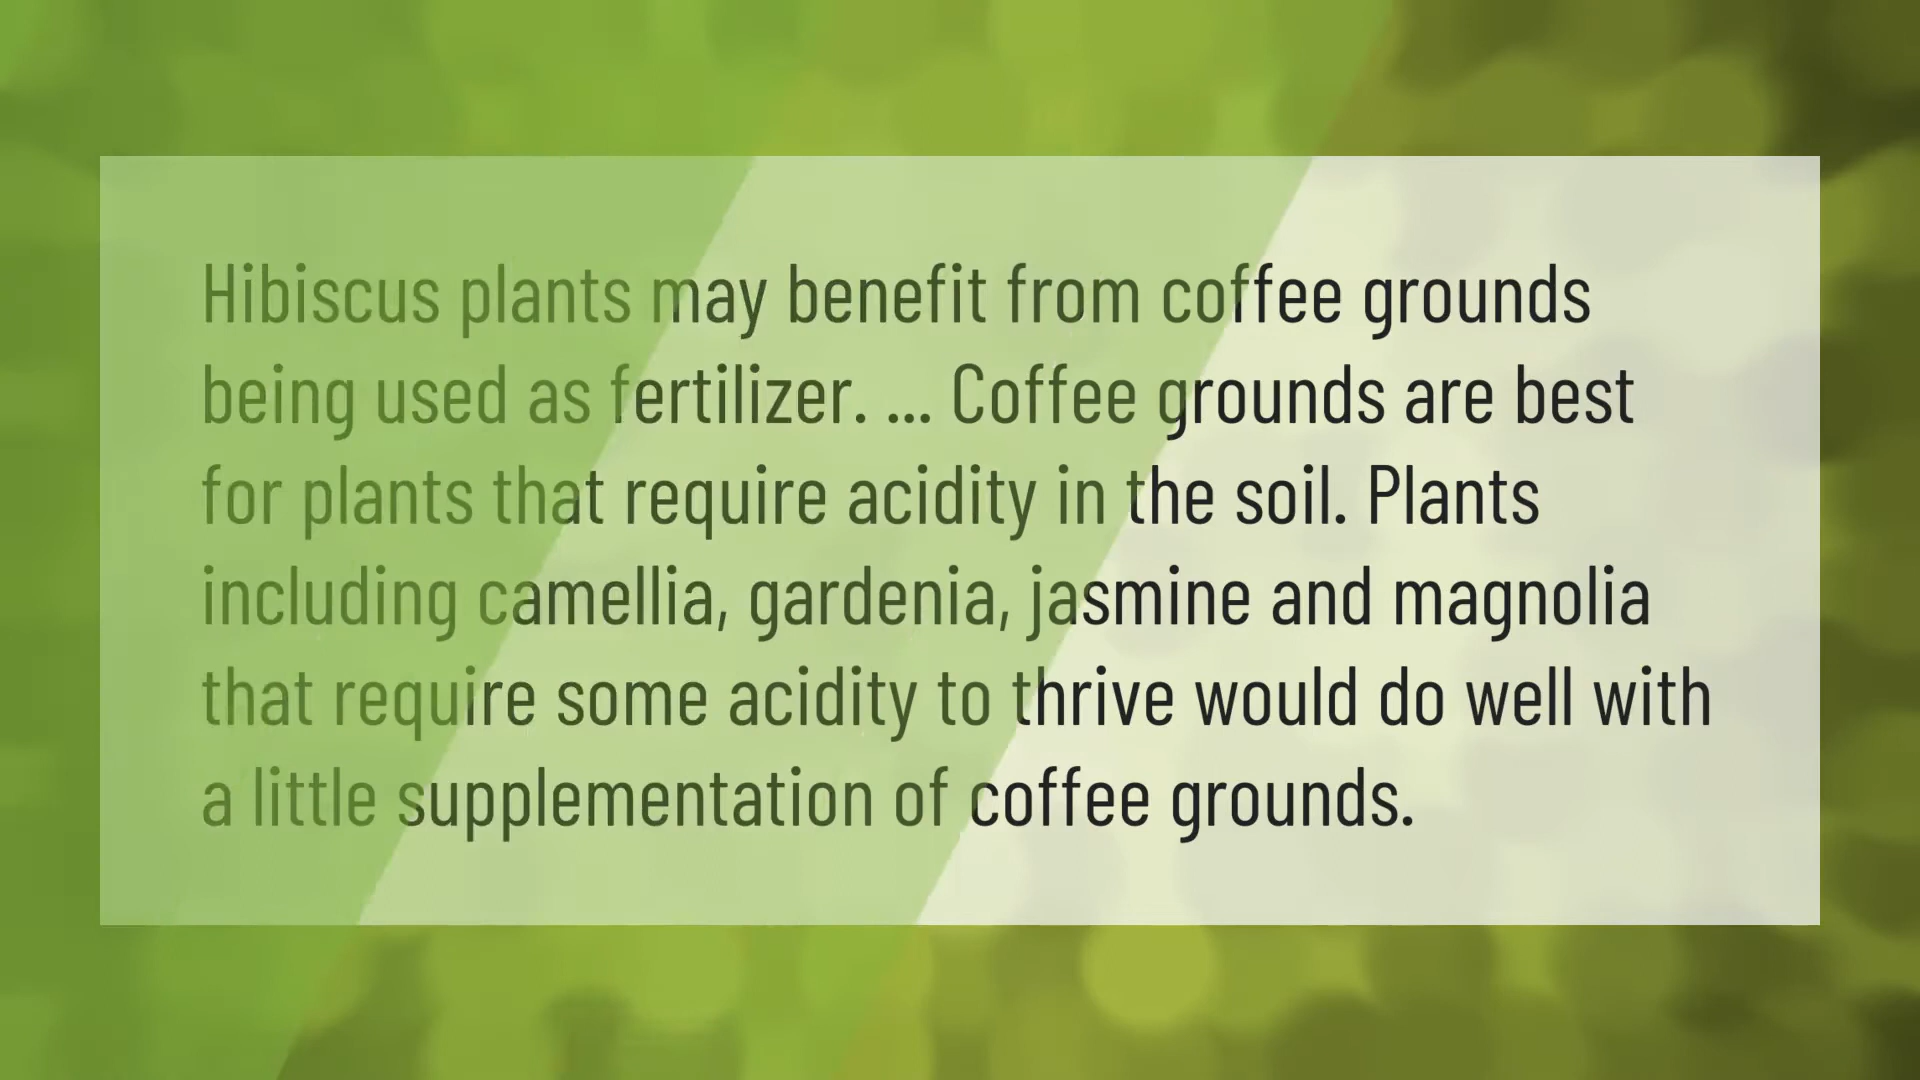 Hibiscus plants may benefit from coffee grounds
being used as fertilizer. ... Coffee grounds are best
for plants that require acidity in the soil. Plants
including camellia, gardenia, jasmine and magnolia
that require some acidity to thrive would do well with
a little supplementation of coffee grounds.